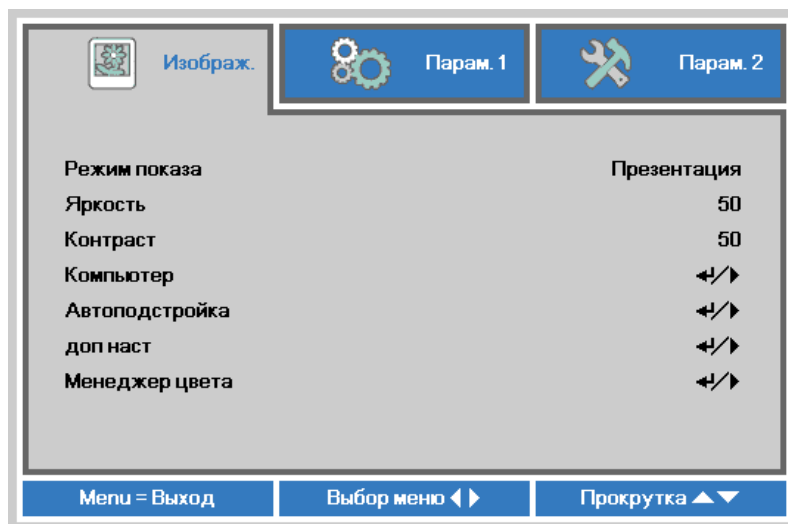 Изображ. Парам. 1 Парам. 2
Режим показа Презентация
Яркость 50
Контраст 50
Компьютер
Автоподстройка
доп наст
Менеджер цвета
Menu = Выход Выбор меню Прокрутка